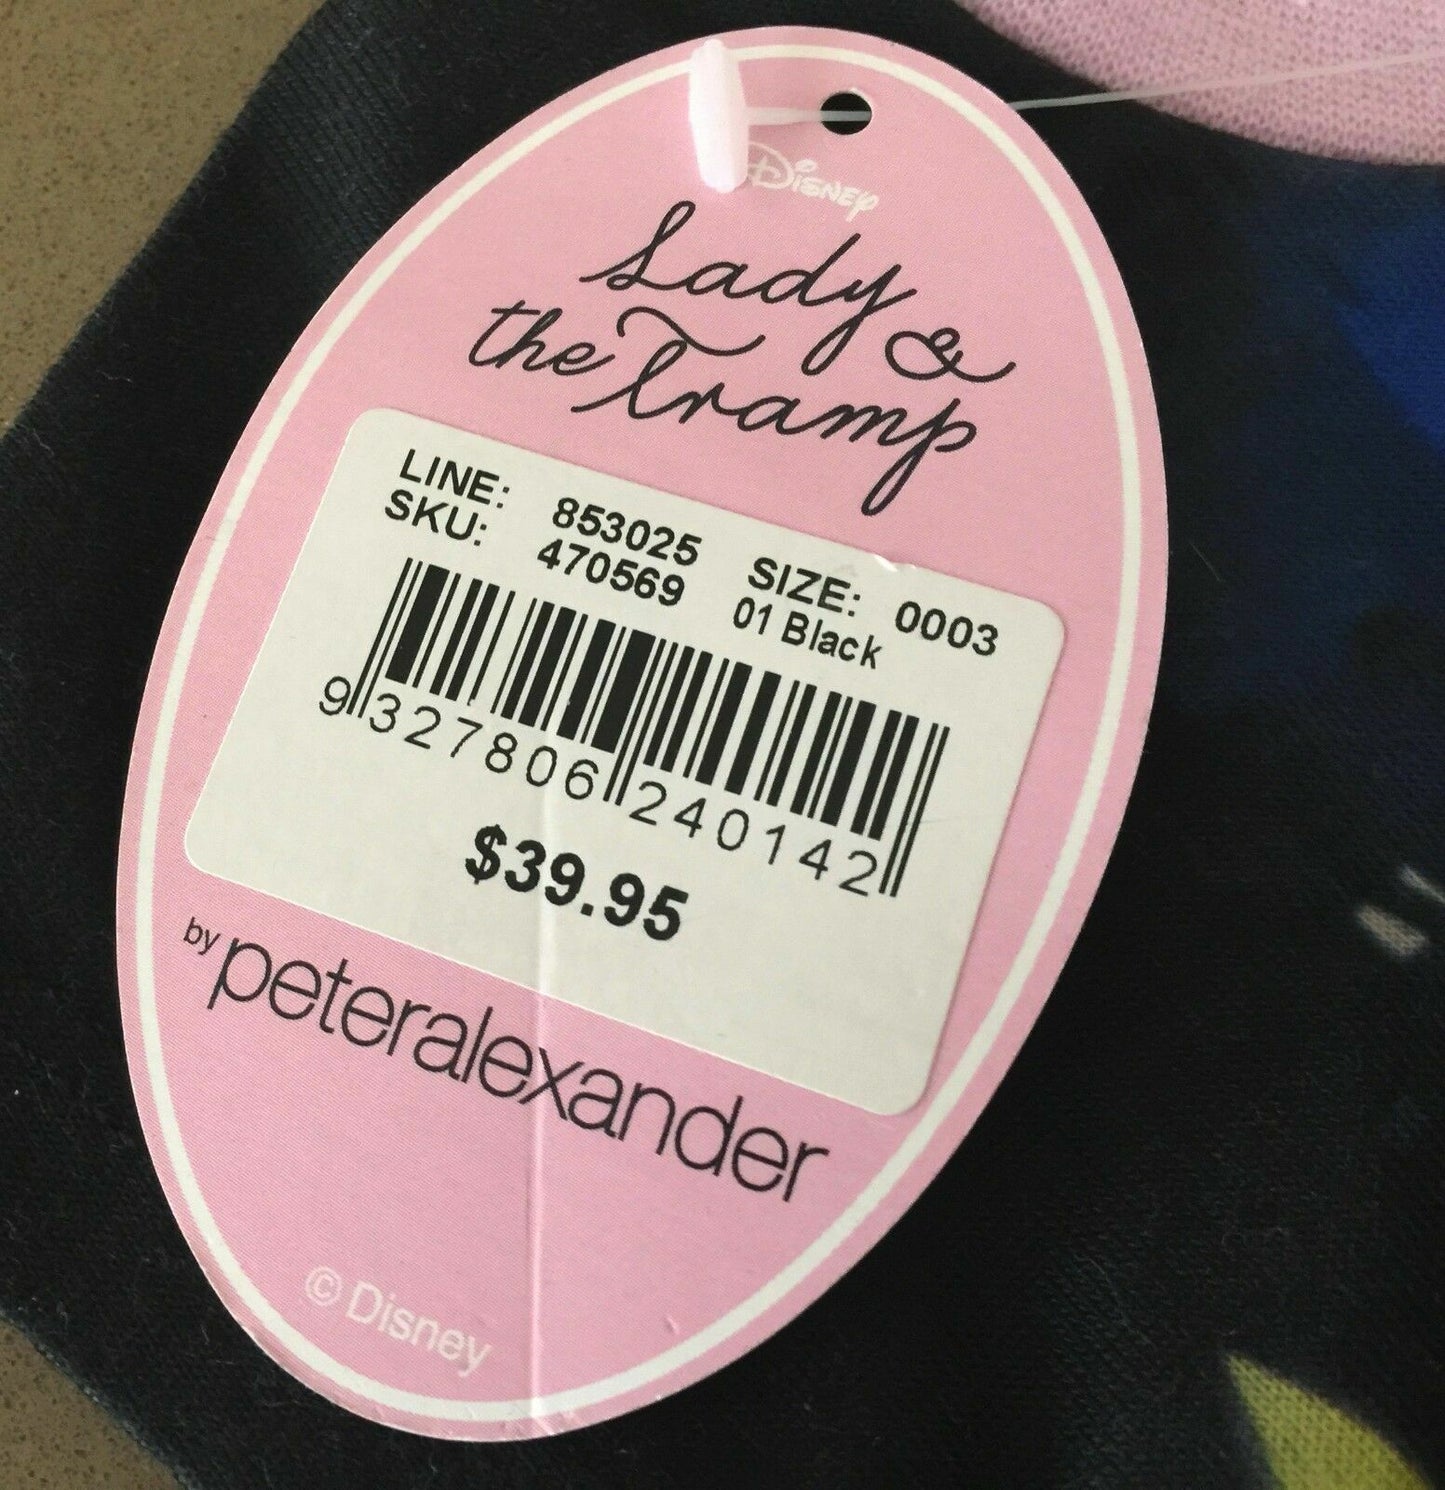 Disney
Lady &
the Tramp
LINE: 853025 SIZE: 0003
SKU: 470569 01 Black
9 327806 240142
$39.95
by peteralexander
© Disney